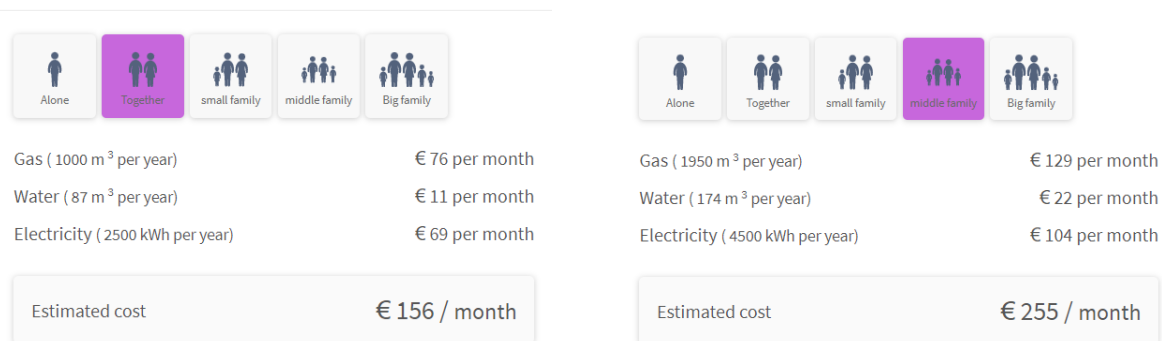 Alone Together small family middle family Big family
Gas ( 1000 m 3 per year) € 76 per month
Water ( 87 m 3 per year) € 11 per month
Electricity ( 2500 kWh per year) € 69 per month
Estimated cost € 156 / month
Alone Together small family middle family Big family
Gas ( 1950 m 3 per year) € 129 per month
Water ( 174 m 3 per year) € 22 per month
Electricity ( 4500 kWh per year) € 104 per month
Estimated cost € 255 / month